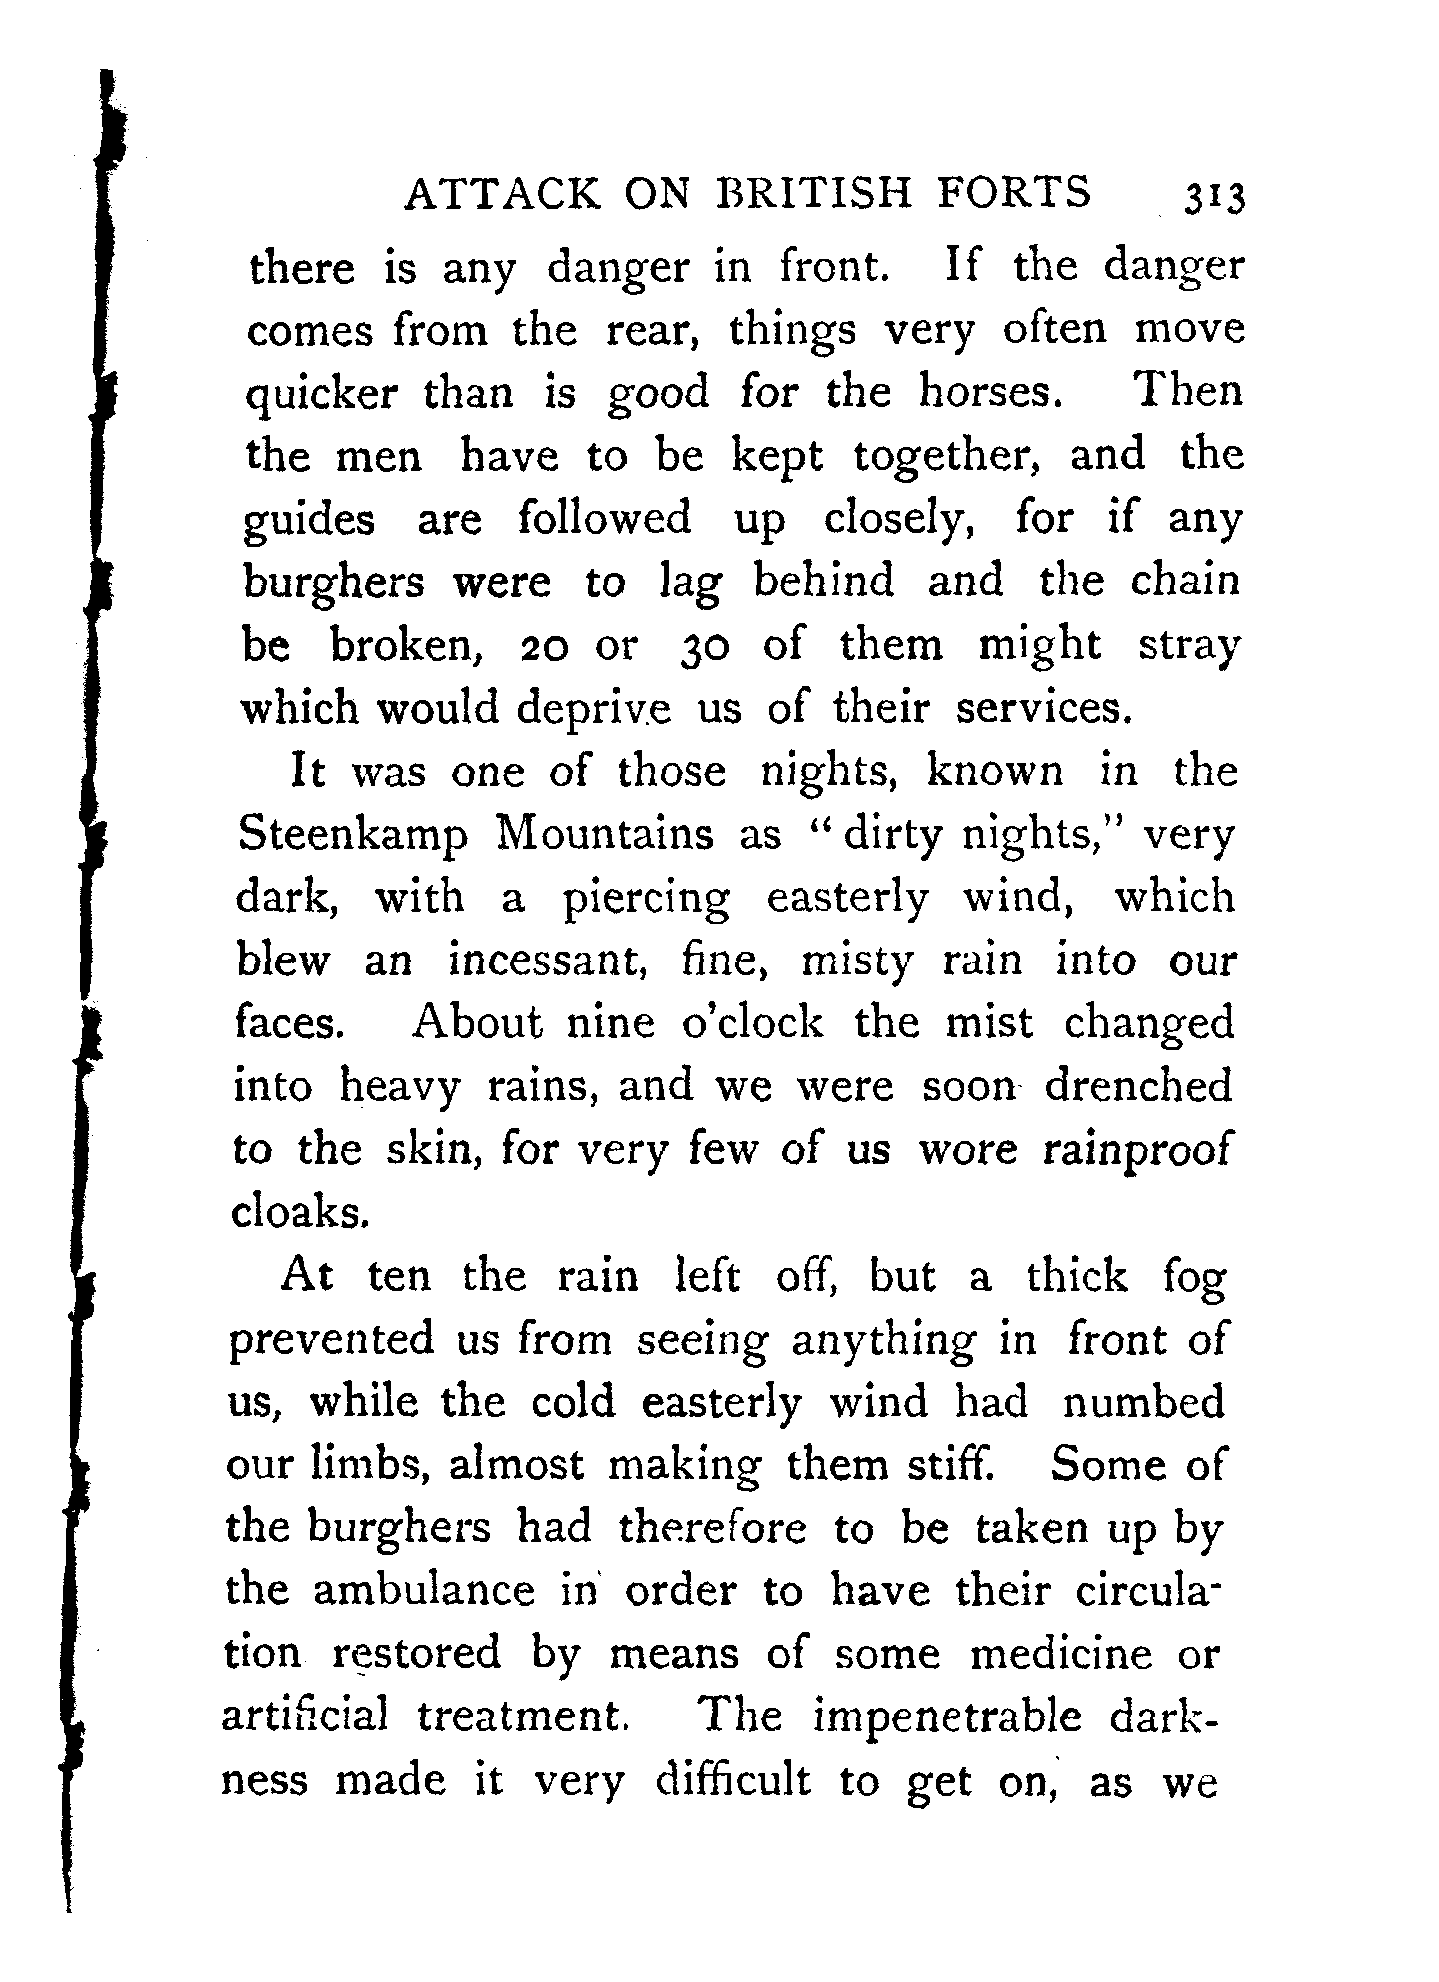 ATTACK ON BRITISH FORTS 313
there is any danger in front. If the danger
comes from the rear, things very often move
quicker than is good for the horses. Then
the men have to be kept together, and the
guides are followed up closely, for if any
burghers were to lag behind and the chain
be broken, 20 or 30 of them might stray
which would deprive us of their services.
It was one of those nights, known in the
Steenkamp Mountains as “dirty nights,” very
dark, with a piercing easterly wind, which
blew an incessant, fine, misty rain into our
faces. About nine o’clock the mist changed
into heavy rains, and we were soon drenched
to the skin, for very few of us wore rainproof
cloaks.
At ten the rain left off, but a thick fog
prevented us from seeing anything in front of
us, while the cold easterly wind had numbed
our limbs, almost making them stiff. Some of
the burghers had therefore to be taken up by
the ambulance in order to have their circula-
tion restored by means of some medicine or
artificial treatment. The impenetrable dark-
ness made it very difficult to get on, as we